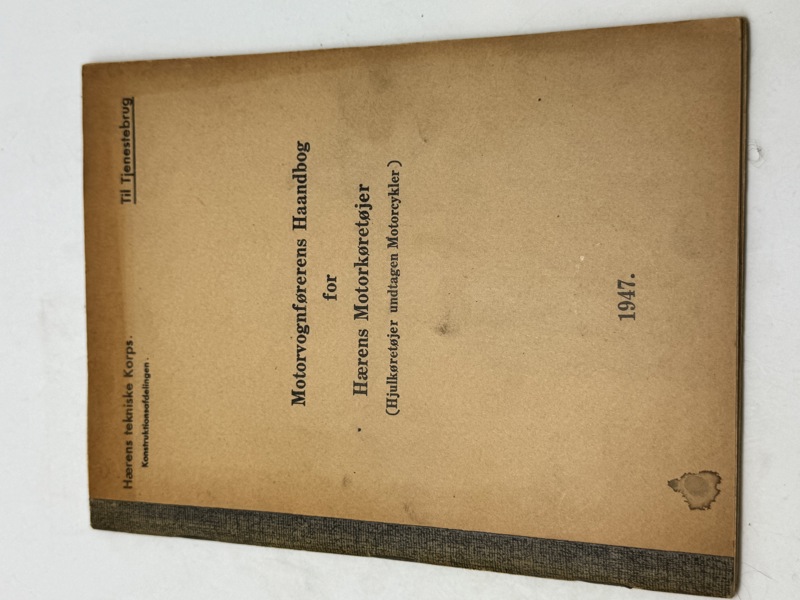 Hærens tekniske Korps.
Konstruktionsafdelingen.
Til Tjenestebrug
Motorvognførerens Haandbog
for
Hærens Motorkøretøjer
(Hjulkøretøjer undtagen Motorcykler)
1947.